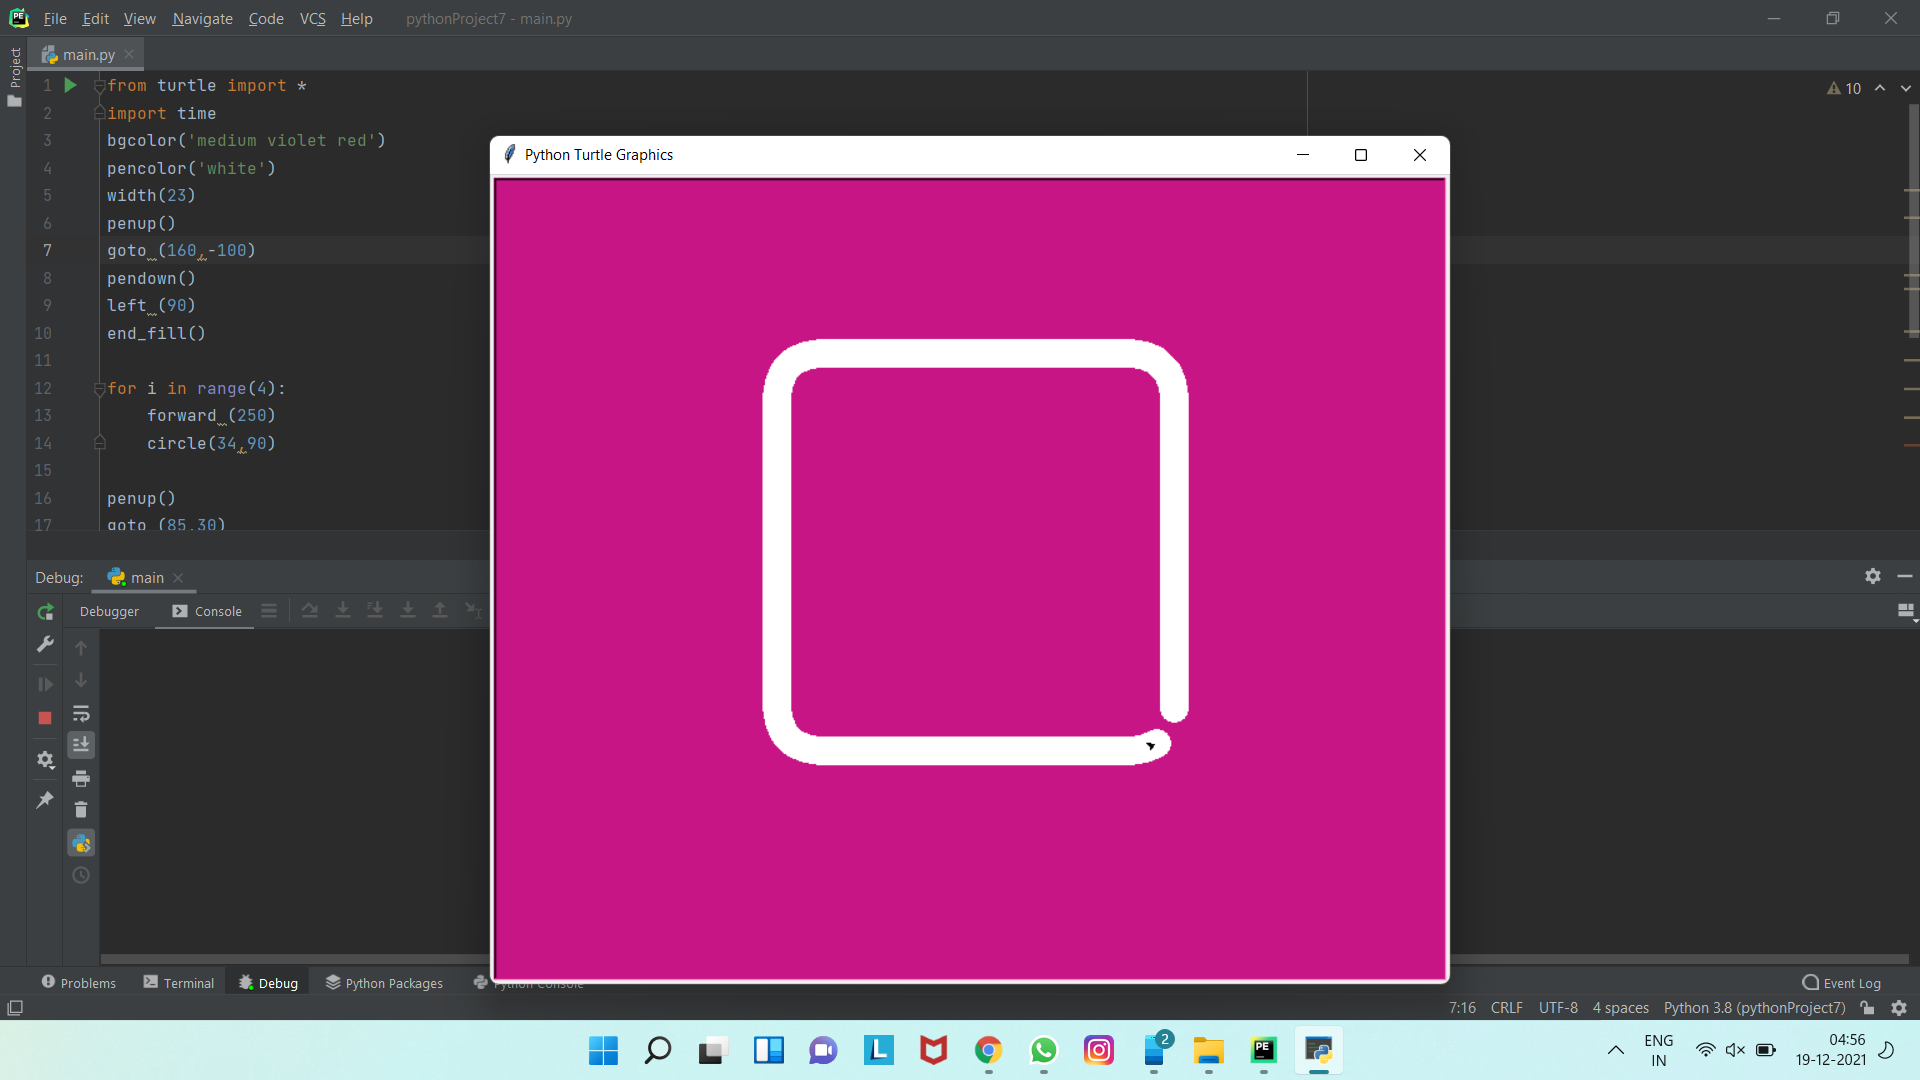 File Edit View Navigate Code VCS Help pythonProject7 - main.py
Project
main.py
1 from turtle import *
2 import time
3 bgcolor('medium violet red')
4 pencolor('white')
5 width(23)
6 penup()
7 goto (160,-100)
8 pendown()
9 left (90)
10 end_fill()
11
12 for i in range(4):
13 forward (250)
14 circle(34,90)
15
16 penup()
17 goto (85,30)
10
Python Turtle Graphics
Debug: main
Debugger Console
Problems Terminal Debug Python Packages Python Console Event Log
7:16 CRLF UTF-8 4 spaces Python 3.8 (pythonProject7)
L
2
PE
ENG
IN
04:56
19-12-2021